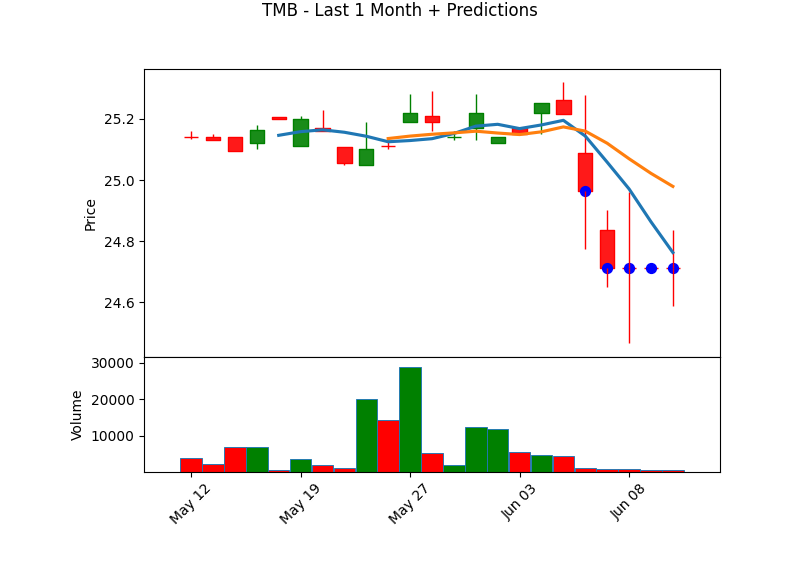 TMB - Last 1 Month + Predictions
25.2
25.0
24.8
24.6
Price
30000
20000
10000
Volume
May 12
May 19
May 27
Jun 03
Jun 08